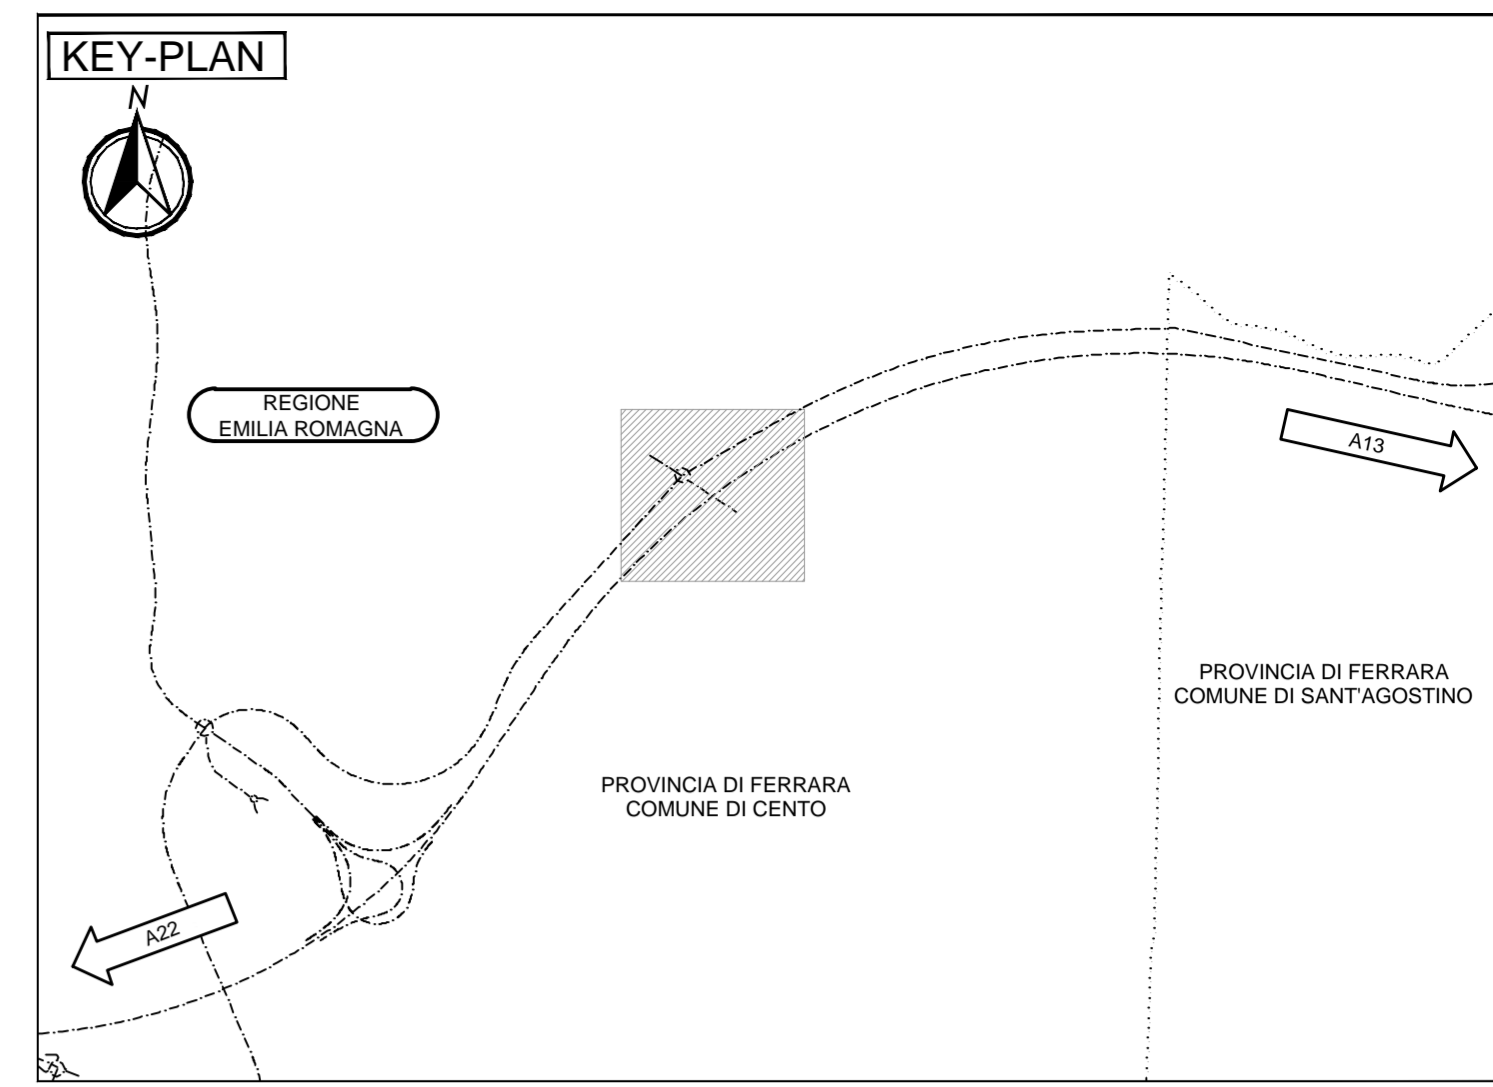 KEY-PLAN
N
REGIONE
EMILIA ROMAGNA
A13
PROVINCIA DI FERRARA
COMUNE DI SANT'AGOSTINO
PROVINCIA DI FERRARA
COMUNE DI CENTO
A22